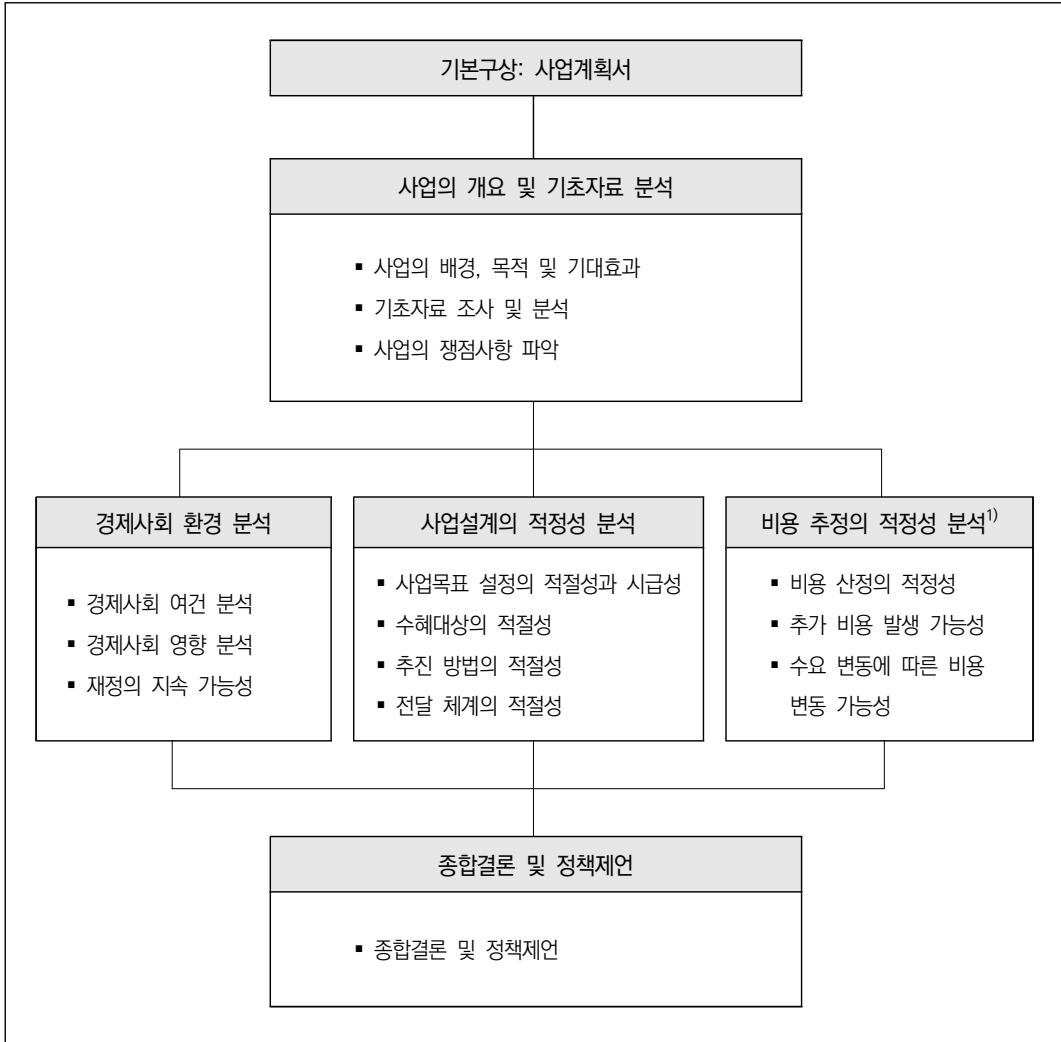 기본구상: 사업계획서
사업의 개요 및 기초자료 분석
▪ 사업의 배경, 목적 및 기대효과
▪ 기초자료 조사 및 분석
▪ 사업의 쟁점사항 파악
경제사회 환경 분석
▪ 경제사회 여건 분석
▪ 경제사회 영향 분석
▪ 재정의 지속 가능성
사업설계의 적정성 분석
▪ 사업목표 설정의 적절성과 시급성
▪ 수혜대상의 적절성
▪ 추진 방법의 적절성
▪ 전달 체계의 적절성
비용 추정의 적정성 분석1)
▪ 비용 산정의 적정성
▪ 추가 비용 발생 가능성
▪ 수요 변동에 따른 비용
변동 가능성
종합결론 및 정책제언
▪ 종합결론 및 정책제언